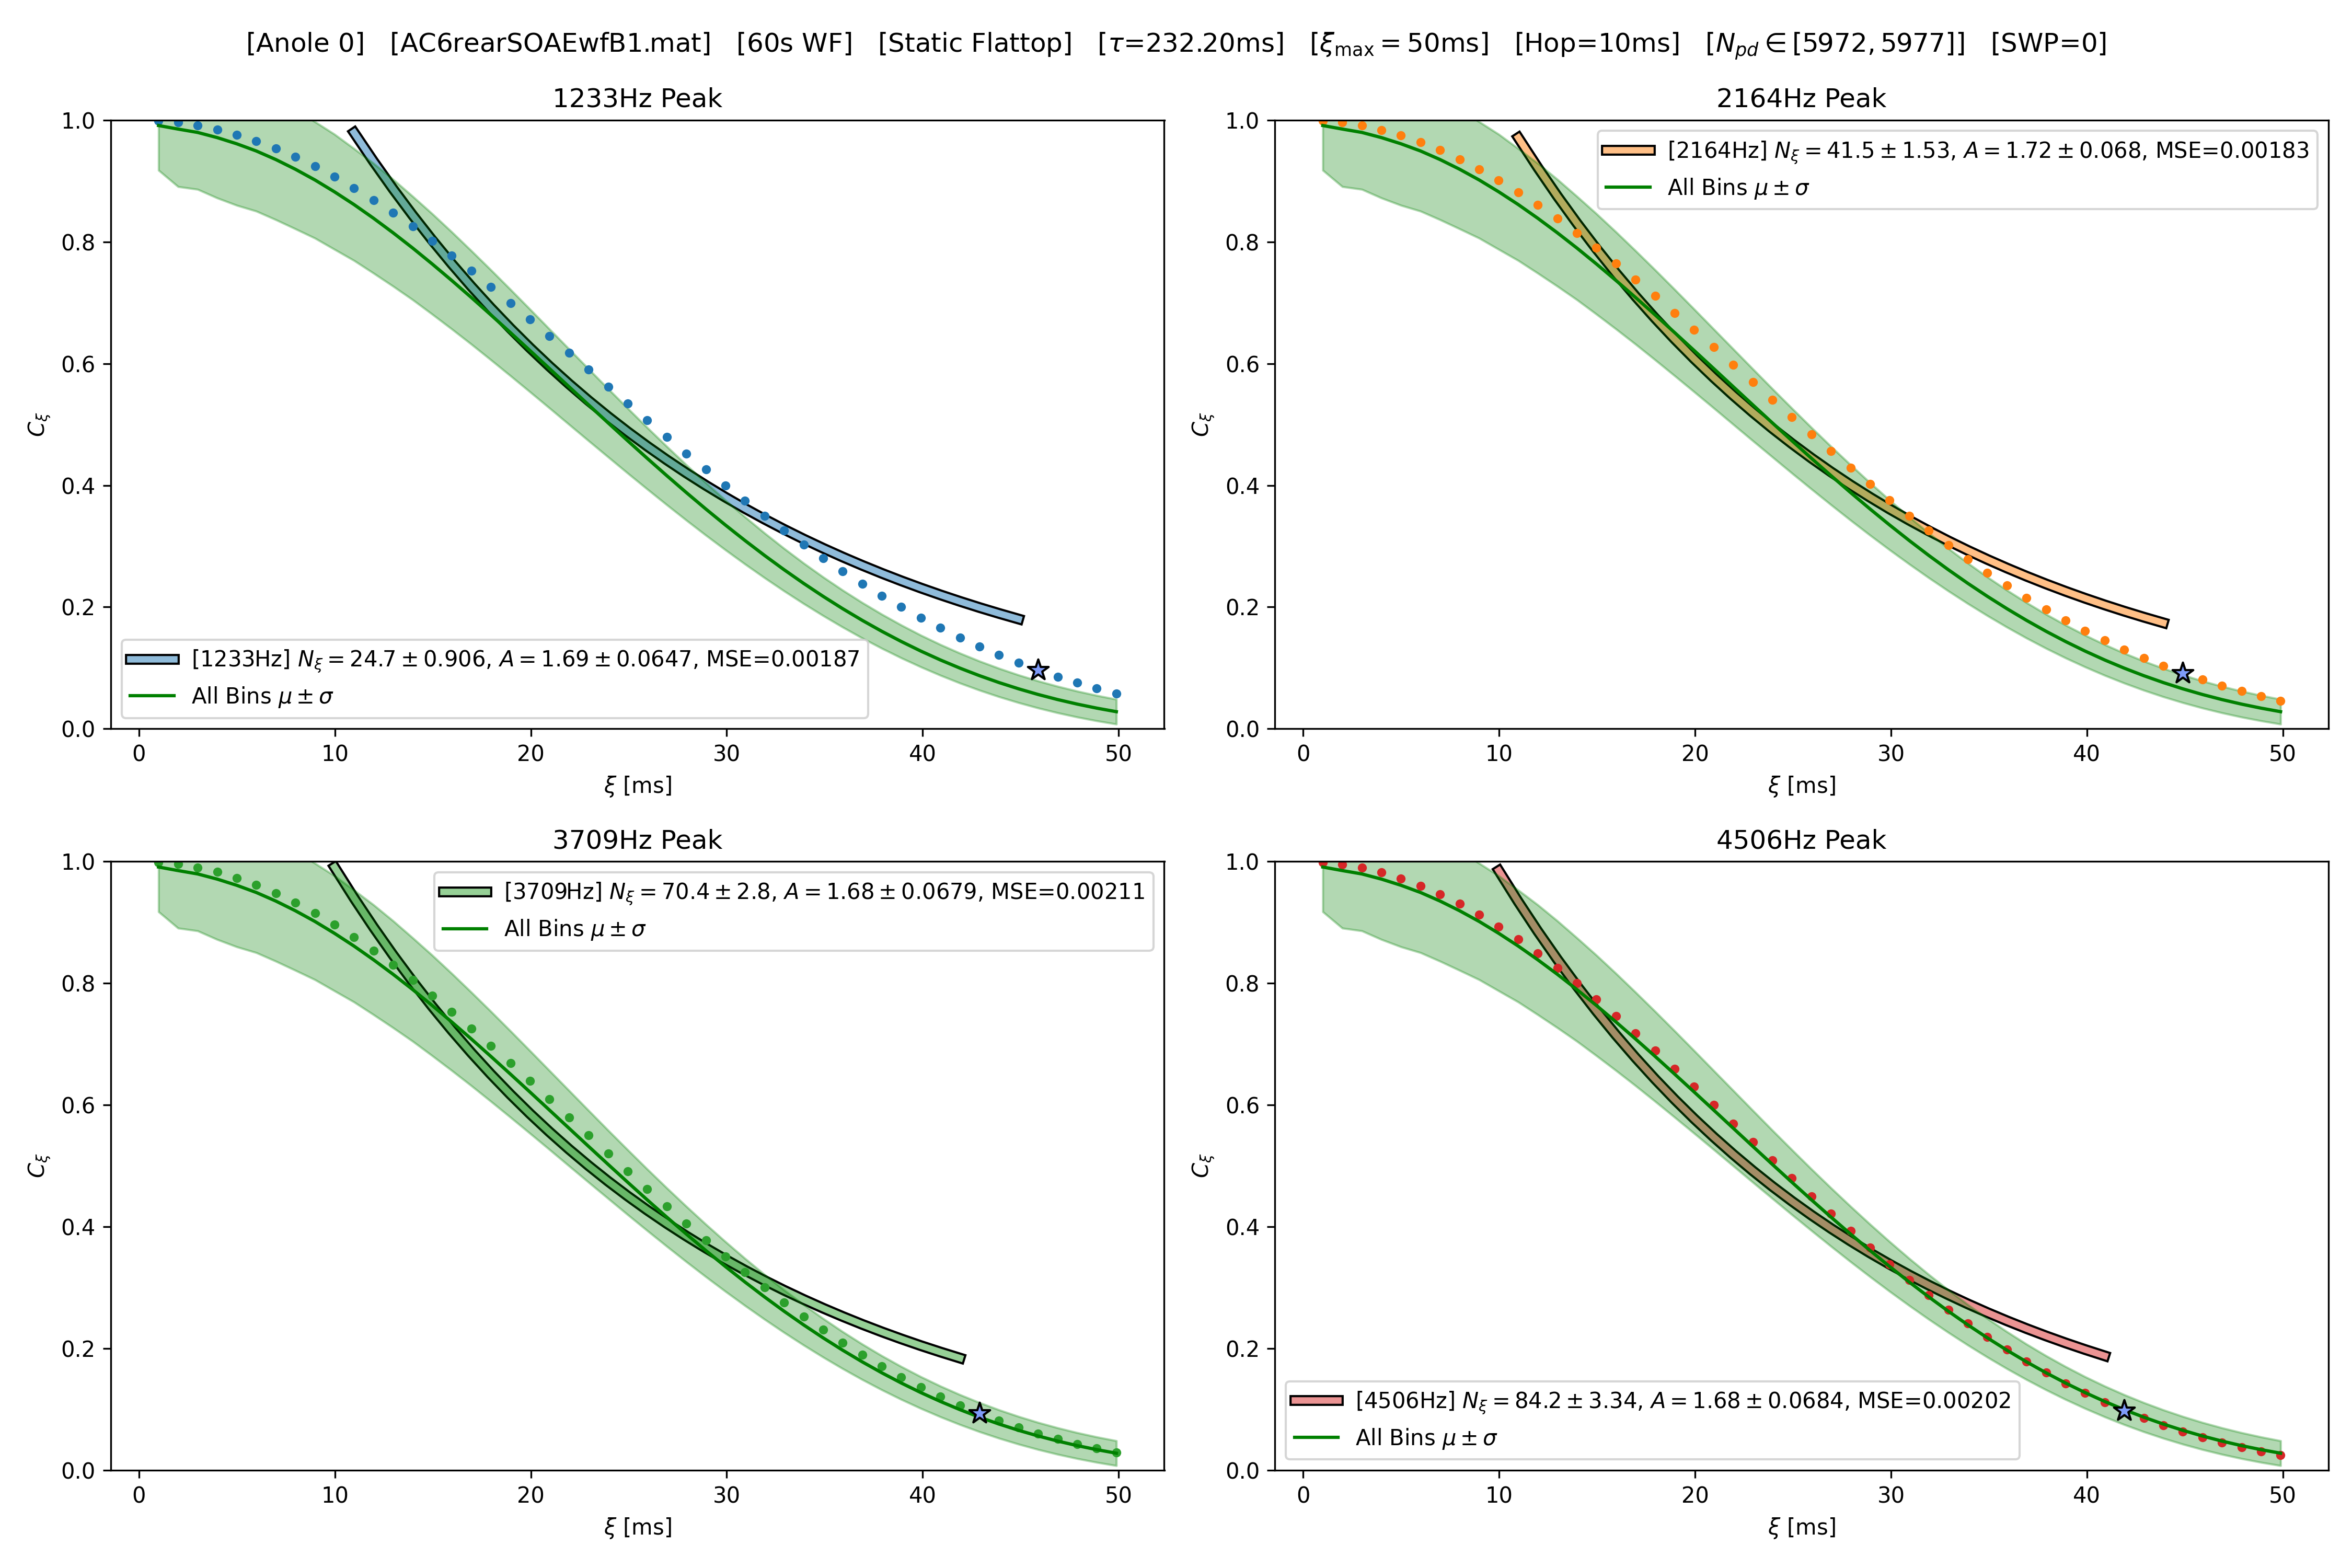 [Anole 0] [AC6rearSOAEwfB1.mat] [60s WF] [Static Flattop] [τ=232.20ms] [ξmax = 50ms] [Hop=10ms] [Npd ∈ [5972, 5977]] [SWP=0]
1233Hz Peak
1.0
0.8
0.6
0.4
0.2
0.0
Cξ
[1233Hz] Nξ = 24.7 ± 0.906, A = 1.69 ± 0.0647, MSE=0.00187
All Bins μ ± σ
0 10 20 30 40 50
ξ [ms]
2164Hz Peak
1.0
0.8
0.6
0.4
0.2
0.0
Cξ
[2164Hz] Nξ = 41.5 ± 1.53, A = 1.72 ± 0.068, MSE=0.00183
All Bins μ ± σ
0 10 20 30 40 50
ξ [ms]
3709Hz Peak
1.0
0.8
0.6
0.4
0.2
0.0
Cξ
[3709Hz] Nξ = 70.4 ± 2.8, A = 1.68 ± 0.0679, MSE=0.00211
All Bins μ ± σ
0 10 20 30 40 50
ξ [ms]
4506Hz Peak
1.0
0.8
0.6
0.4
0.2
0.0
Cξ
[4506Hz] Nξ = 84.2 ± 3.34, A = 1.68 ± 0.0684, MSE=0.00202
All Bins μ ± σ
0 10 20 30 40 50
ξ [ms]